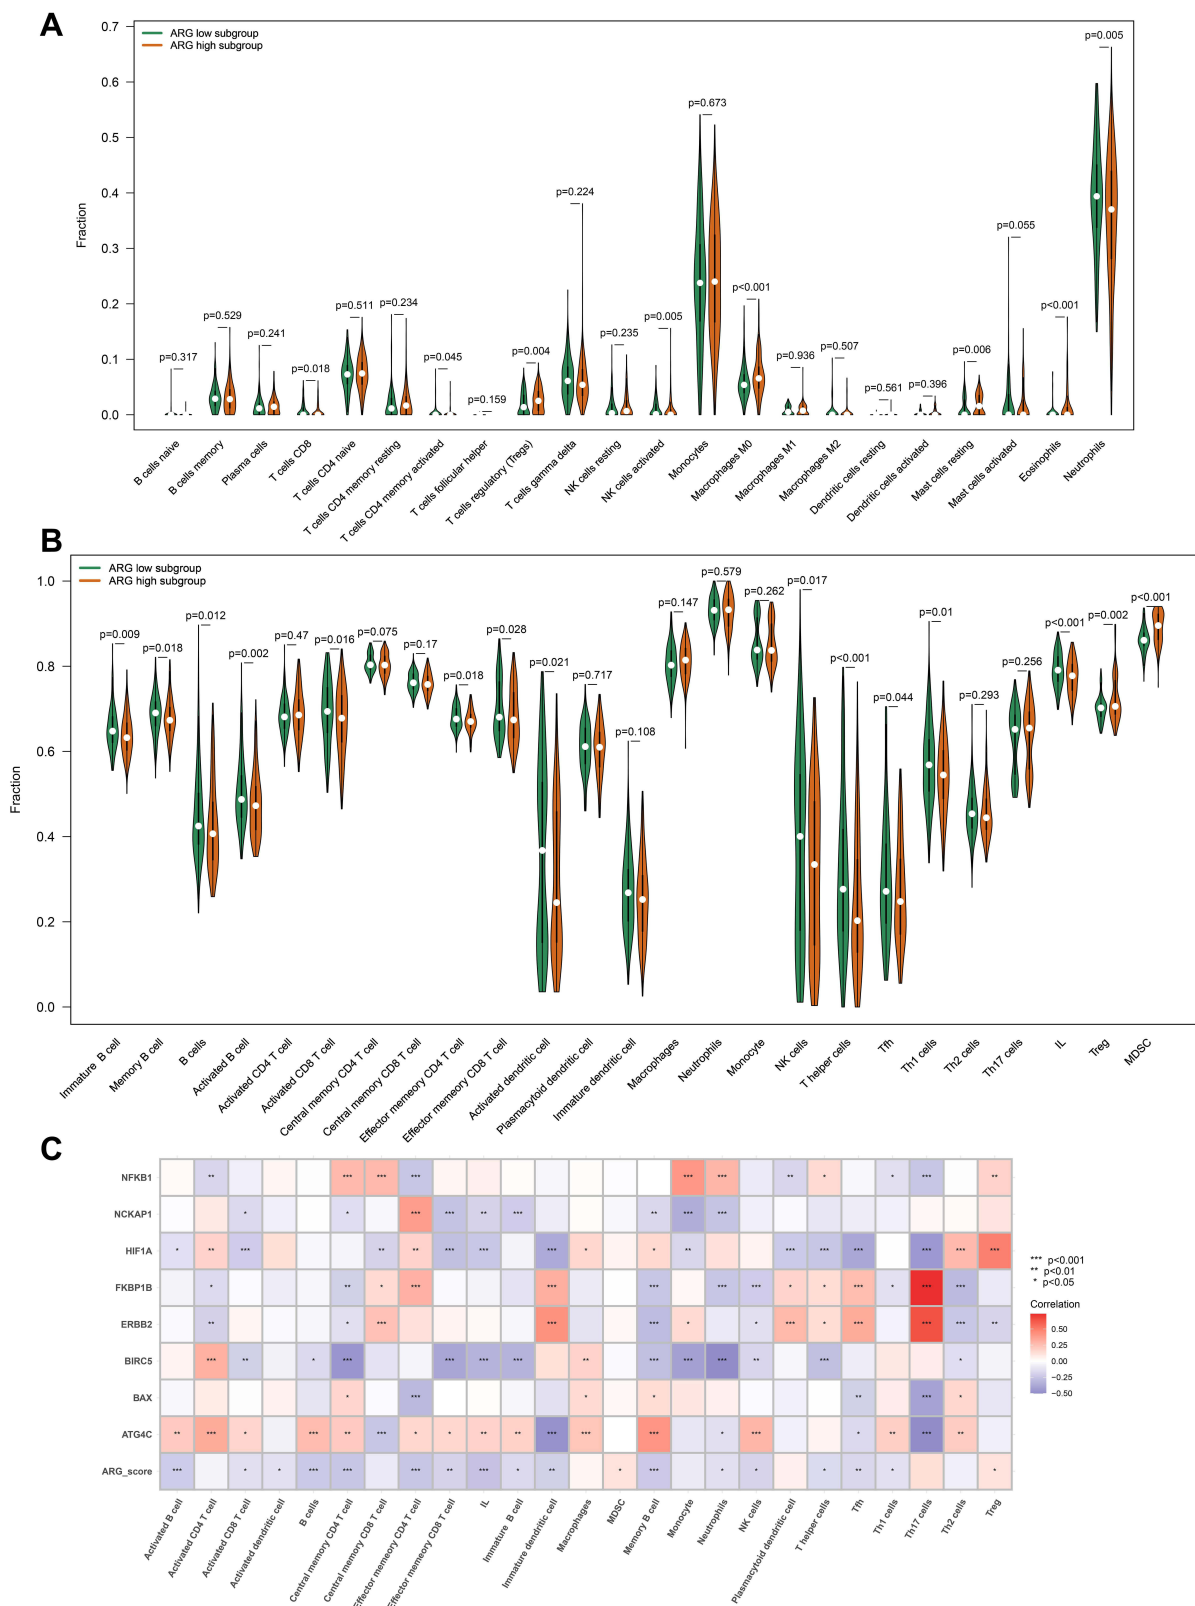 A
ARG low subgroup
ARG high subgroup
0.7
0.6
0.5
0.4
0.3
0.2
0.1
0.0
Fraction
p=0.317
p=0.529
p=0.241
p=0.018
p=0.511
p=0.234
p=0.045
p=0.159
p=0.004
p=0.224
p=0.235
p=0.005
p=0.673
p<0.001
p=0.936
p=0.507
p=0.561
p=0.396
p=0.006
p=0.055
p<0.001
p=0.005
B cells naive
B cells memory
Plasma cells
T cells CD8
T cells CD4 naive
T cells CD4 memory resting
T cells CD4 memory activated
T cells follicular helper
T cells regulatory (Tregs)
T cells gamma delta
NK cells resting
NK cells activated
Monocytes
Macrophages M0
Macrophages M1
Macrophages M2
Dendritic cells resting
Dendritic cells activated
Mast cells resting
Mast cells activated
Eosinophils
Neutrophils
B
ARG low subgroup
ARG high subgroup
1.0
0.8
0.6
0.4
0.2
0.0
Fraction
p=0.009
p=0.018
p=0.012
p=0.002
p=0.47
p=0.016
p=0.075
p=0.17
p=0.018
p=0.028
p=0.021
p=0.717
p=0.108
p=0.147
p=0.579
p=0.262
p=0.017
p<0.001
p=0.044
p=0.01
p=0.293
p=0.256
p<0.001
p=0.002
p<0.001
Immature B cell
Memory B cell
B cells
Activated B cell
Activated CD4 T cell
Activated CD8 T cell
Central memory CD4 T cell
Central memory CD8 T cell
Effector memory CD4 T cell
Effector memory CD8 T cell
Activated dendritic cell
Plasmacytoid dendritic cell
Immature dendritic cell
Macrophages
Neutrophils
Monocyte
NK cells
T helper cells
Tfh
Th1 cells
Th2 cells
Th17 cells
IL
Treg
MDSC
C
NFKB1 ** *** *** *** *** *** ** * * *** **
NCKAP1 * * *** *** ** *** ** *** ***
HIF1A * ** *** ** ** *** *** *** * * ** *** *** *** *** *** ***
FKBP1B * ** * *** *** *** *** *** * * *** * *** ***
ERBB2 ** * *** *** *** * * *** * *** *** *** **
BIRC5 *** ** * *** *** *** *** ** *** *** *** ** *** *
BAX * *** * * ** *** *
ATG4C ** *** * *** ** *** * * ** ** *** *** *** * *** * ** *** **
ARG_score *** * * *** *** *** ** *** * ** * *** * * * ** * *
*** p<0.001
** p<0.01
* p<0.05
Correlation
0.50
0.25
0.00
−0.25
−0.50
Activated B cell
Activated CD4 T cell
Activated CD8 T cell
Activated dendritic cell
B cells
Central memory CD4 T cell
Central memory CD8 T cell
Effector memory CD4 T cell
Effector memory CD8 T cell
IL
Immature B cell
Immature dendritic cell
Macrophages
MDSC
Memory B cell
Monocyte
Neutrophils
NK cells
Plasmacytoid dendritic cell
T helper cells
Tfh
Th1 cells
Th17 cells
Th2 cells
Treg